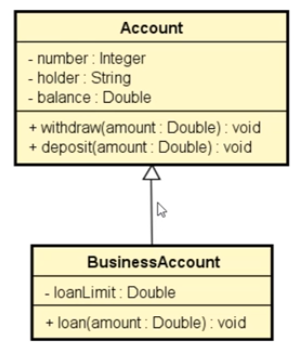 Account
- number : Integer
- holder : String
- balance : Double
+ withdraw(amount : Double) : void
+ deposit(amount : Double) : void
BusinessAccount
- loanLimit : Double
+ loan(amount : Double) : void